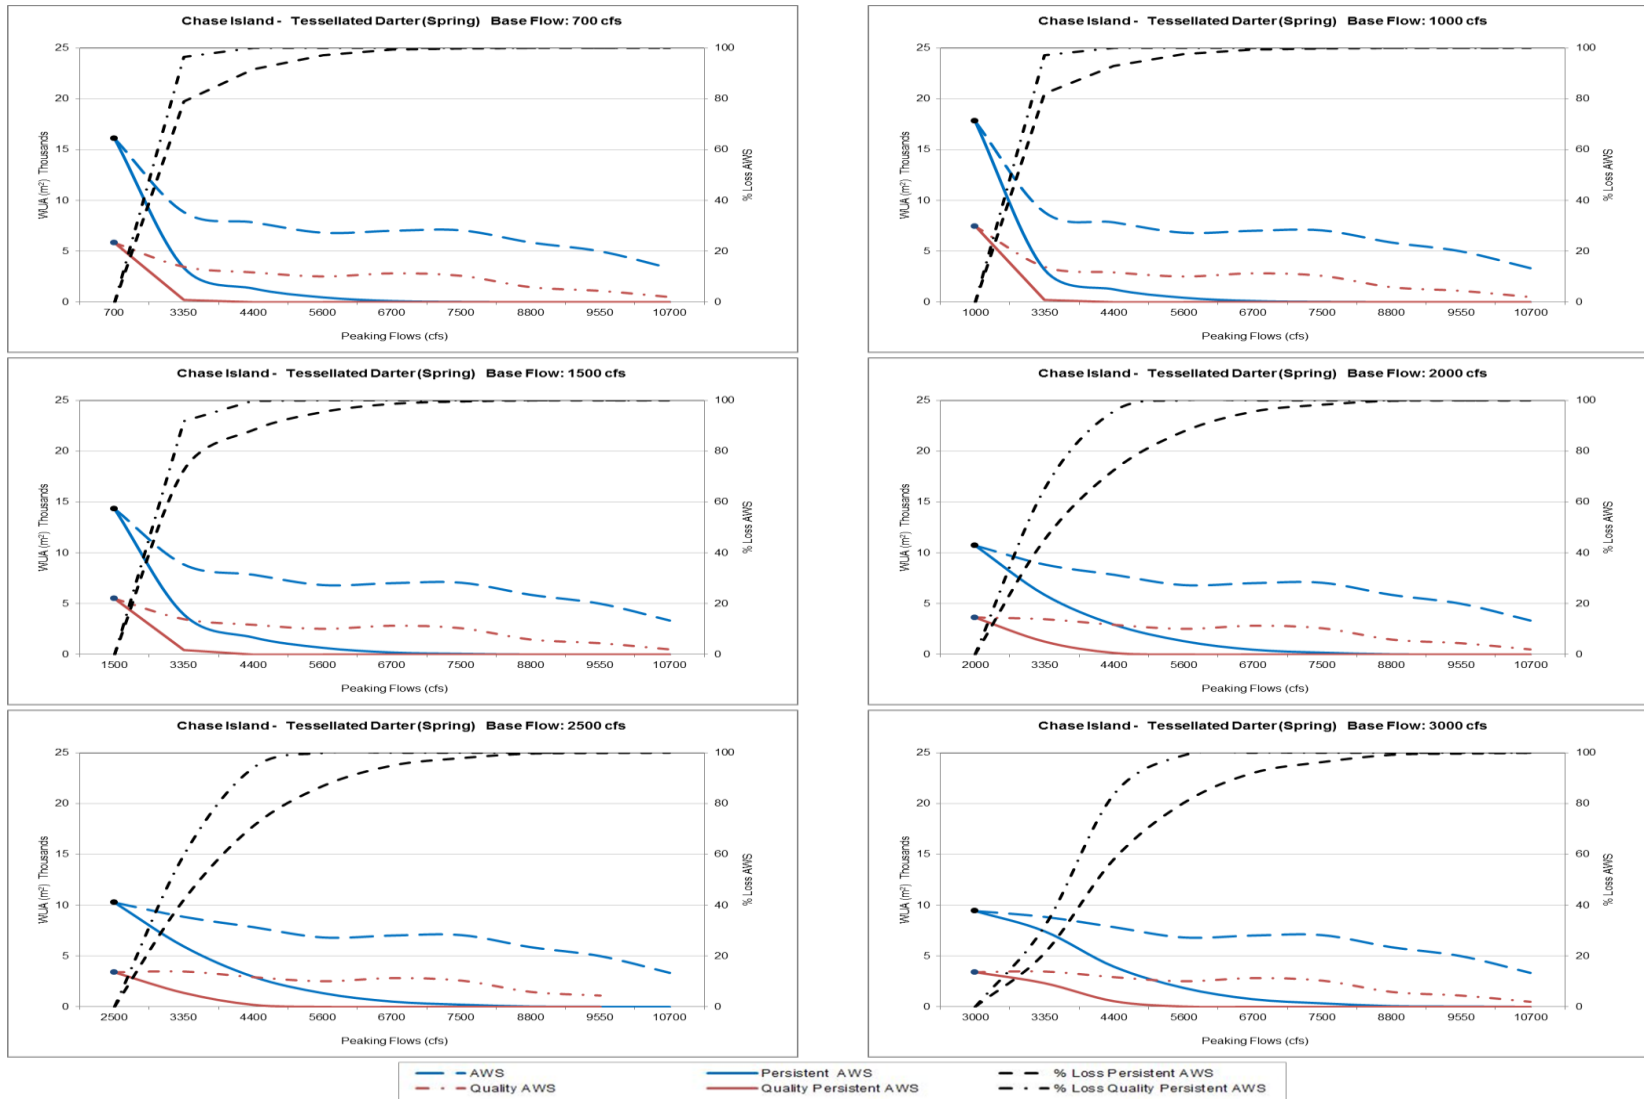 Chase Island - Tessellated Darter (Spring) Base Flow: 700 cfs
25
20
15
10
5
0
100
80
60
40
20
0
WUA (m²) Thousands
% Loss AWS
700 3350 4400 5600 6700 7500 8800 9550 10700
Peaking Flows (cfs)
Chase Island - Tessellated Darter (Spring) Base Flow: 1000 cfs
25
20
15
10
5
0
100
80
60
40
20
0
WUA (m²) Thousands
% Loss AWS
1000 3350 4400 5600 6700 7500 8800 9550 10700
Peaking Flows (cfs)
Chase Island - Tessellated Darter (Spring) Base Flow: 1500 cfs
25
20
15
10
5
0
100
80
60
40
20
0
WUA (m²) Thousands
% Loss AWS
1500 3350 4400 5600 6700 7500 8800 9550 10700
Peaking Flows (cfs)
Chase Island - Tessellated Darter (Spring) Base Flow: 2000 cfs
25
20
15
10
5
0
100
80
60
40
20
0
WUA (m²) Thousands
% Loss AWS
2000 3350 4400 5600 6700 7500 8800 9550 10700
Peaking Flows (cfs)
Chase Island - Tessellated Darter (Spring) Base Flow: 2500 cfs
25
20
15
10
5
0
100
80
60
40
20
0
WUA (m²) Thousands
% Loss AWS
2500 3350 4400 5600 6700 7500 8800 9550 10700
Peaking Flows (cfs)
Chase Island - Tessellated Darter (Spring) Base Flow: 3000 cfs
25
20
15
10
5
0
100
80
60
40
20
0
WUA (m²) Thousands
% Loss AWS
3000 3350 4400 5600 6700 7500 8800 9550 10700
Peaking Flows (cfs)
AWS Persistent AWS % Loss Persistent AWS
Quality AWS Quality Persistent AWS % Loss Quality Persistent AWS